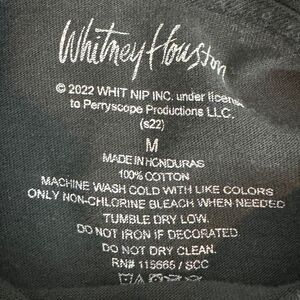 Whitney Houston
© 2022 WHIT NIP INC. under license
to Perryscope Productions LLC.
(s22)
M
MADE IN HONDURAS
100% COTTON
MACHINE WASH COLD WITH LIKE COLORS
ONLY NON-CHLORINE BLEACH WHEN NEEDED
TUMBLE DRY LOW.
DO NOT IRON IF DECORATED.
DO NOT DRY CLEAN.
RN# 115665 / SCC